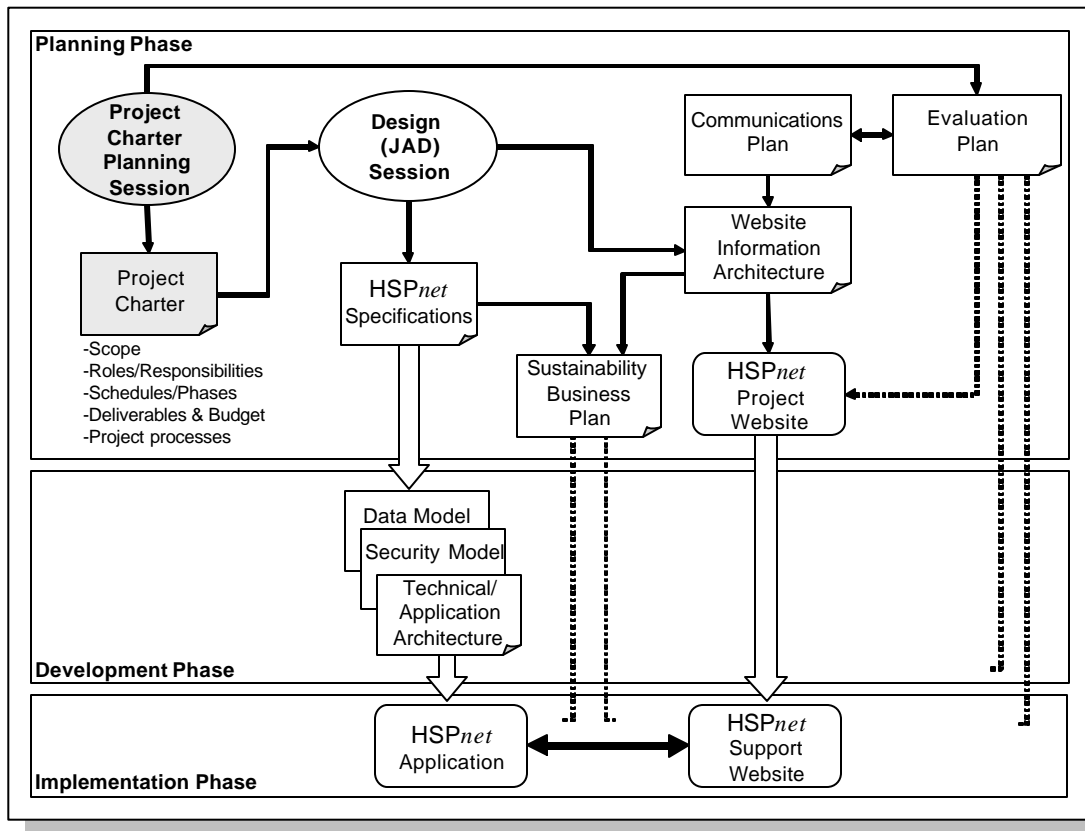 Planning Phase
Project
Charter
Planning
Session
Design
(JAD)
Session
Communications
Plan
Evaluation
Plan
Project
Charter
-Scope
-Roles/Responsibilities
-Schedules/Phases
-Deliverables & Budget
-Project processes
HSPnet
Specifications
Website
Information
Architecture
Sustainability
Business
Plan
HSPnet
Project
Website
Data Model
Security Model
Technical/
Application
Architecture
Development Phase
HSPnet
Application
HSPnet
Support
Website
Implementation Phase